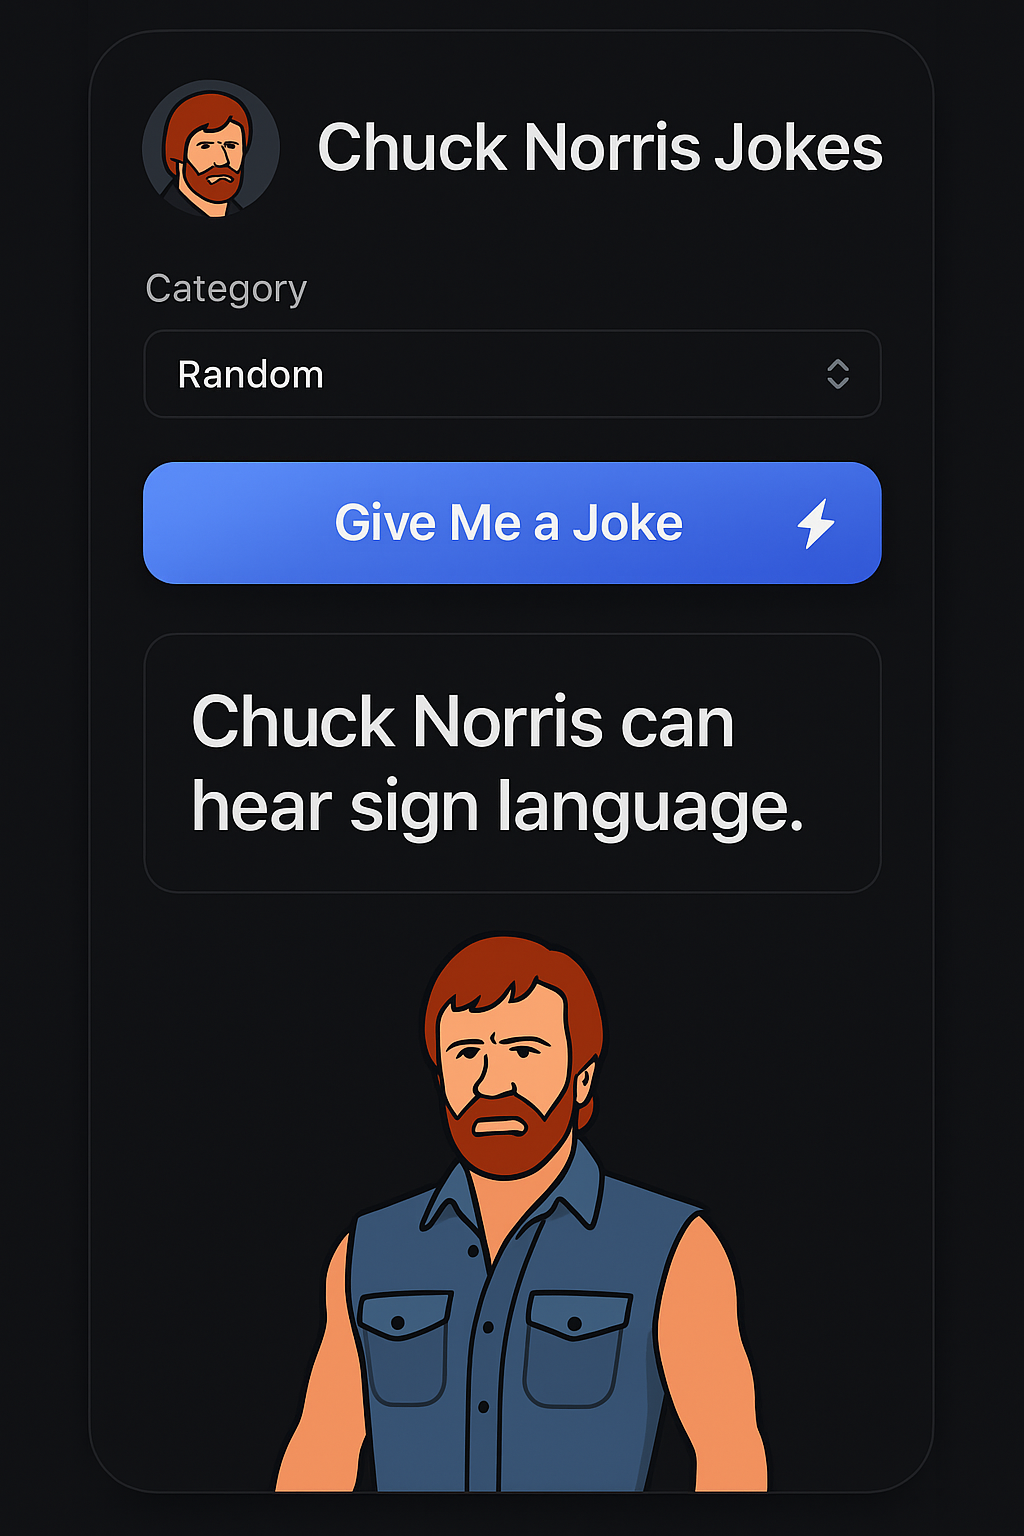 Chuck Norris Jokes
Category
Random
Give Me a Joke
Chuck Norris can
hear sign language.